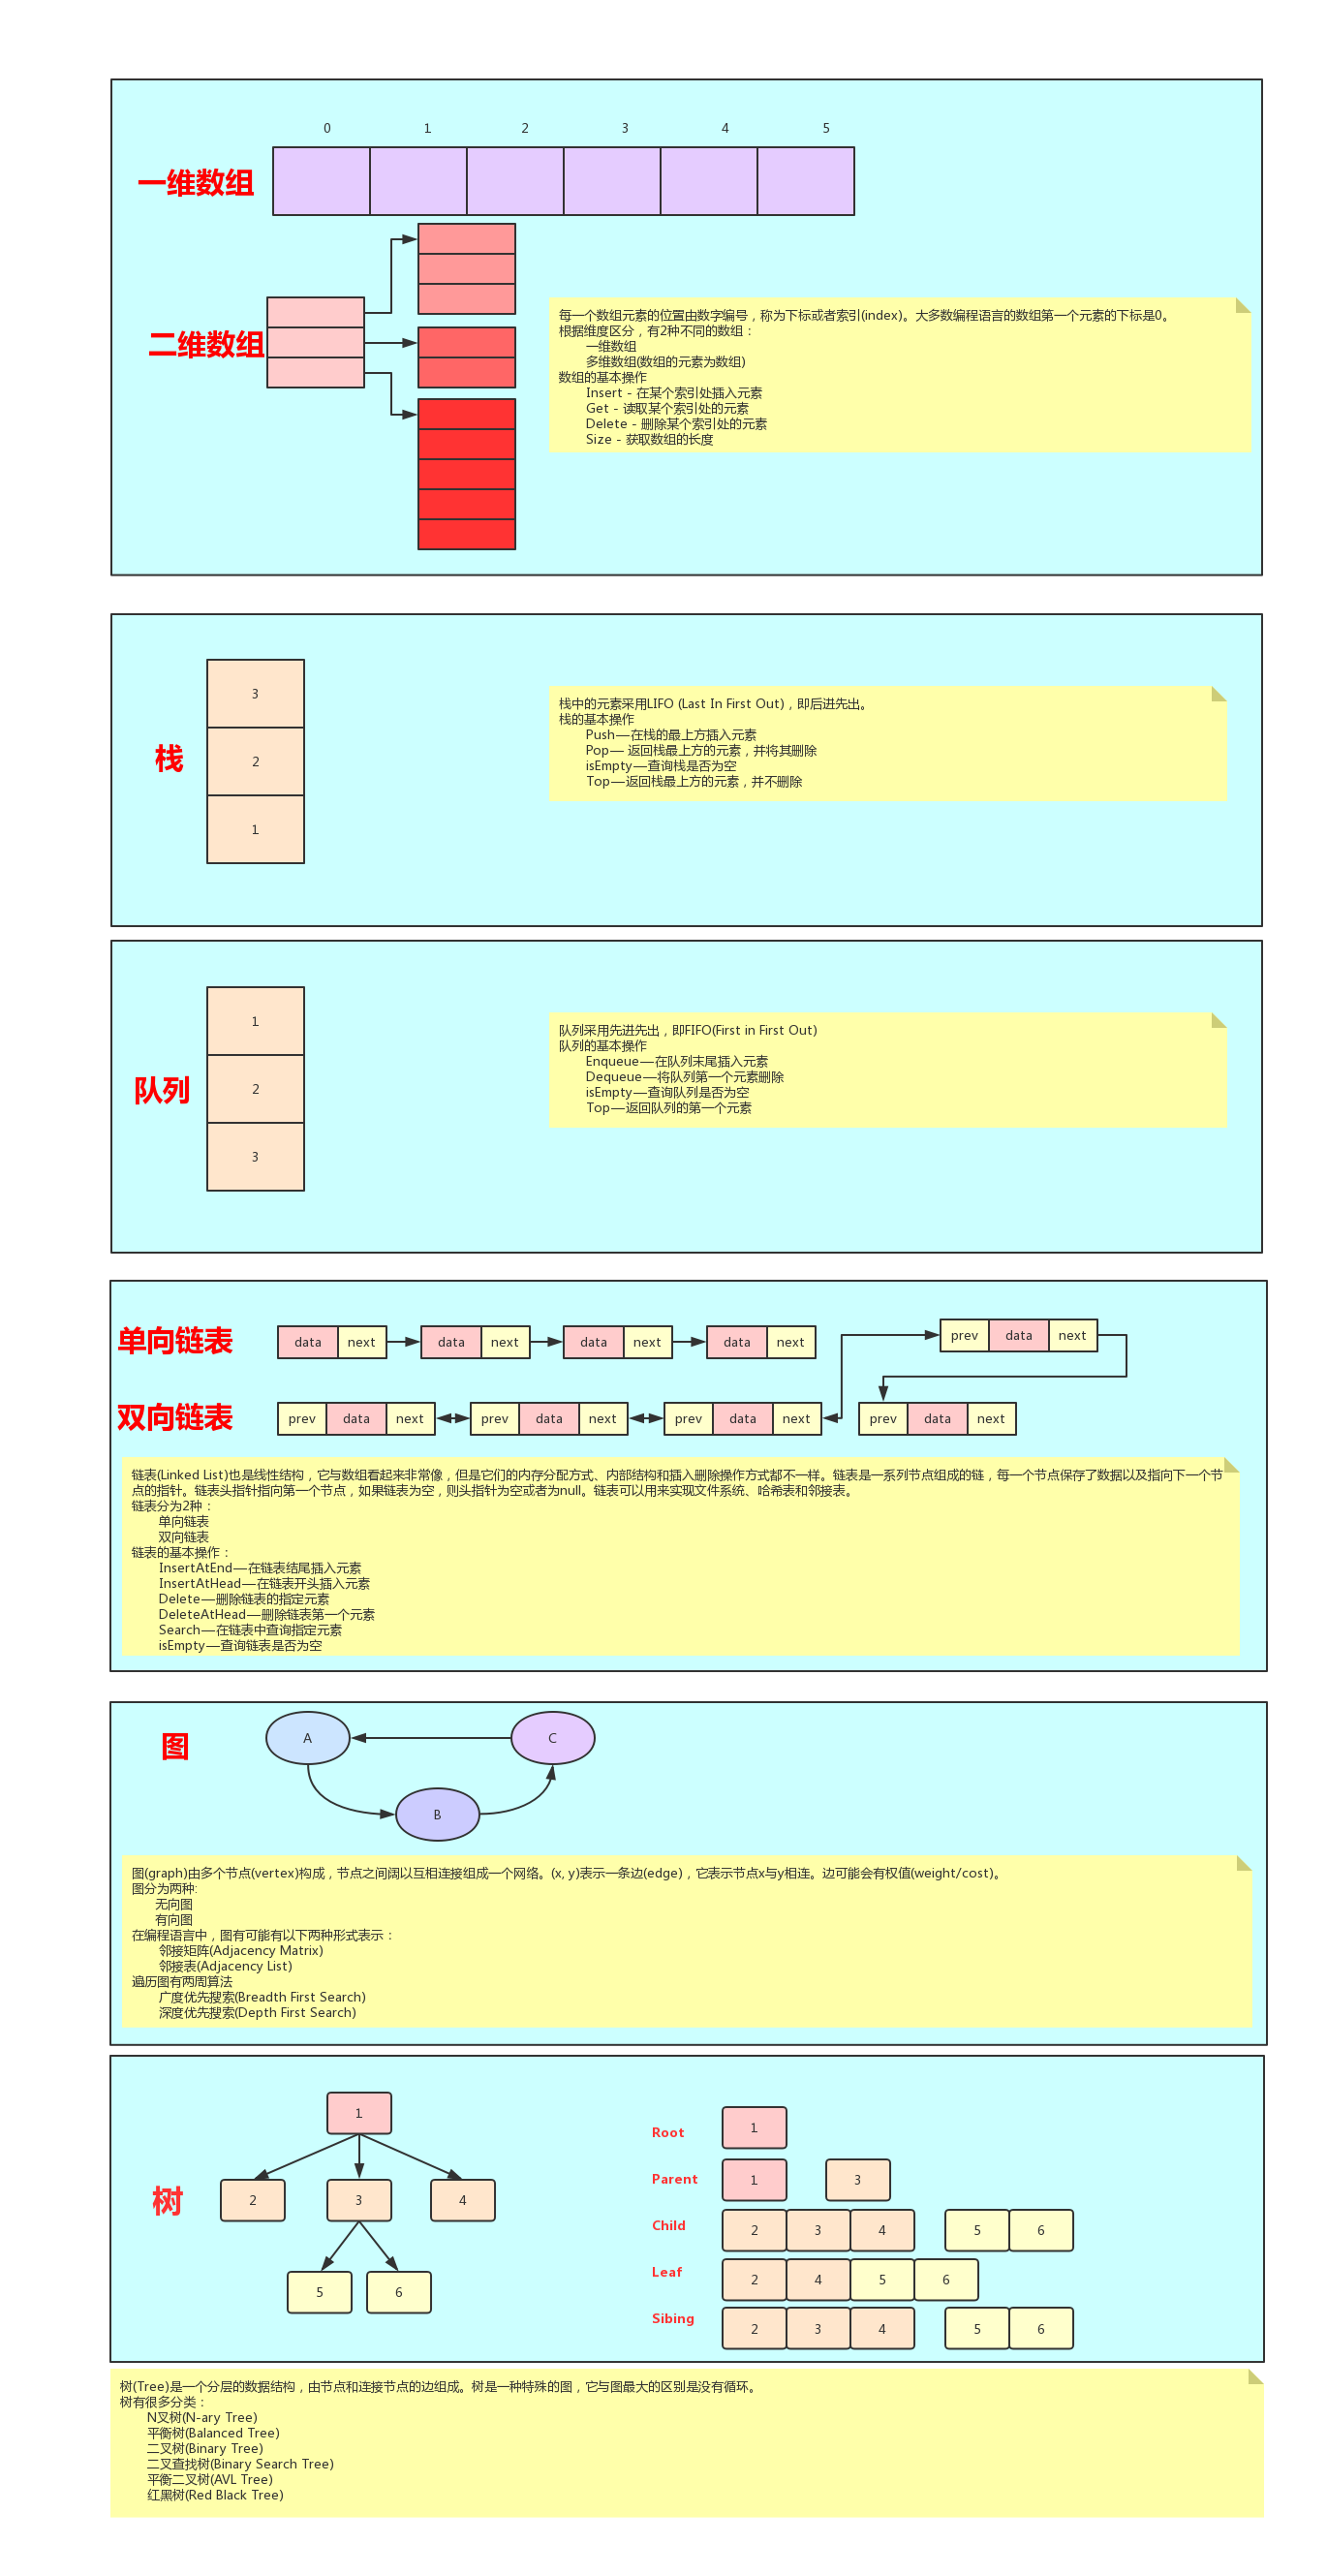 0 1 2 3 4 5
一维数组
二维数组
每一个数组元素的位置由数字编号，称为下标或者索引(index)。大多数编程语言的数组第一个元素的下标是0。
根据维度区分，有2种不同的数组：
一维数组
多维数组(数组的元素为数组)
数组的基本操作
Insert - 在某个索引处插入元素
Get - 读取某个索引处的元素
Delete - 删除某个索引处的元素
Size - 获取数组的长度
栈
3
2
1
栈中的元素采用LIFO (Last In First Out)，即后进先出。
栈的基本操作
Push—在栈的最上方插入元素
Pop— 返回栈最上方的元素，并将其删除
isEmpty—查询栈是否为空
Top—返回栈最上方的元素，并不删除
队列
1
2
3
队列采用先进先出，即FIFO(First in First Out)
队列的基本操作
Enqueue—在队列末尾插入元素
Dequeue—将队列第一个元素删除
isEmpty—查询队列是否为空
Top—返回队列的第一个元素
单向链表
data next data next data next data next
prev data next
双向链表
prev data next prev data next prev data next prev data next
链表(Linked List)也是线性结构，它与数组看起来非常像，但是它们的内存分配方式、内部结构和插入删除操作方式都不一样。链表是一系列节点组成的链，每一个节点保存了数据以及指向下一个节
点的指针。链表头指针指向第一个节点，如果链表为空，则头指针为空或者为null。链表可以用来实现文件系统、哈希表和邻接表。
链表分为2种：
单向链表
双向链表
链表的基本操作：
InsertAtEnd—在链表结尾插入元素
InsertAtHead—在链表开头插入元素
Delete—删除链表的指定元素
DeleteAtHead—删除链表第一个元素
Search—在链表中查询指定元素
isEmpty—查询链表是否为空
图
A
C
B
图(graph)由多个节点(vertex)构成，节点之间阔以互相连接组成一个网络。(x, y)表示一条边(edge)，它表示节点x与y相连。边可能会有权值(weight/cost)。
图分为两种:
无向图
有向图
在编程语言中，图有可能有以下两种形式表示：
邻接矩阵(Adjacency Matrix)
邻接表(Adjacency List)
遍历图有两周算法
广度优先搜索(Breadth First Search)
深度优先搜索(Depth First Search)
树
1
2 3 4
5 6
Root 1
Parent 1 3
Child 2 3 4 5 6
Leaf 2 4 5 6
Sibing 2 3 4 5 6
树(Tree)是一个分层的数据结构，由节点和连接节点的边组成。树是一种特殊的图，它与图最大的区别是没有循环。
树有很多分类：
N叉树(N-ary Tree)
平衡树(Balanced Tree)
二叉树(Binary Tree)
二叉查找树(Binary Search Tree)
平衡二叉树(AVL Tree)
红黑树(Red Black Tree)